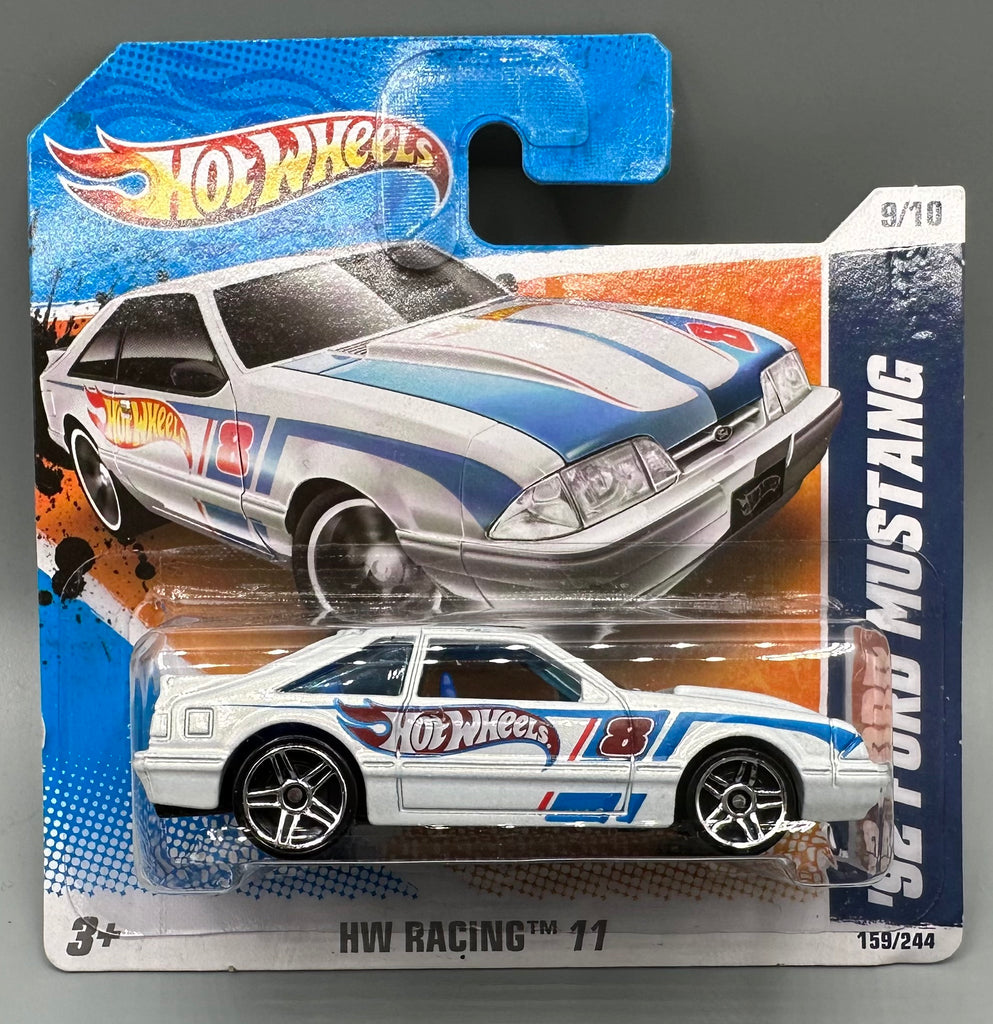 HOT WHEELS
9/10
'92 FORD MUSTANG
HOT WHEELS
8
8
HOT WHEELS
8
3+
HW RACING™ 11
159/244